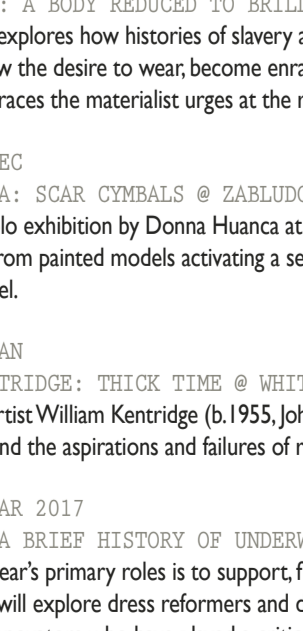 : A BODY REDUCED TO BRILL
explores how histories of slavery a
w the desire to wear, become enra
races the materialist urges at the r
EC
A: SCAR CYMBALS @ ZABLUDO
lo exhibition by Donna Huanca at
rom painted models activating a se
el.
AN
TRIDGE: THICK TIME @ WHIT
rtist William Kentridge (b.1955, Joh
nd the aspirations and failures of r
AR 2017
A BRIEF HISTORY OF UNDERW
ear's primary roles is to support, f
will explore dress reformers and